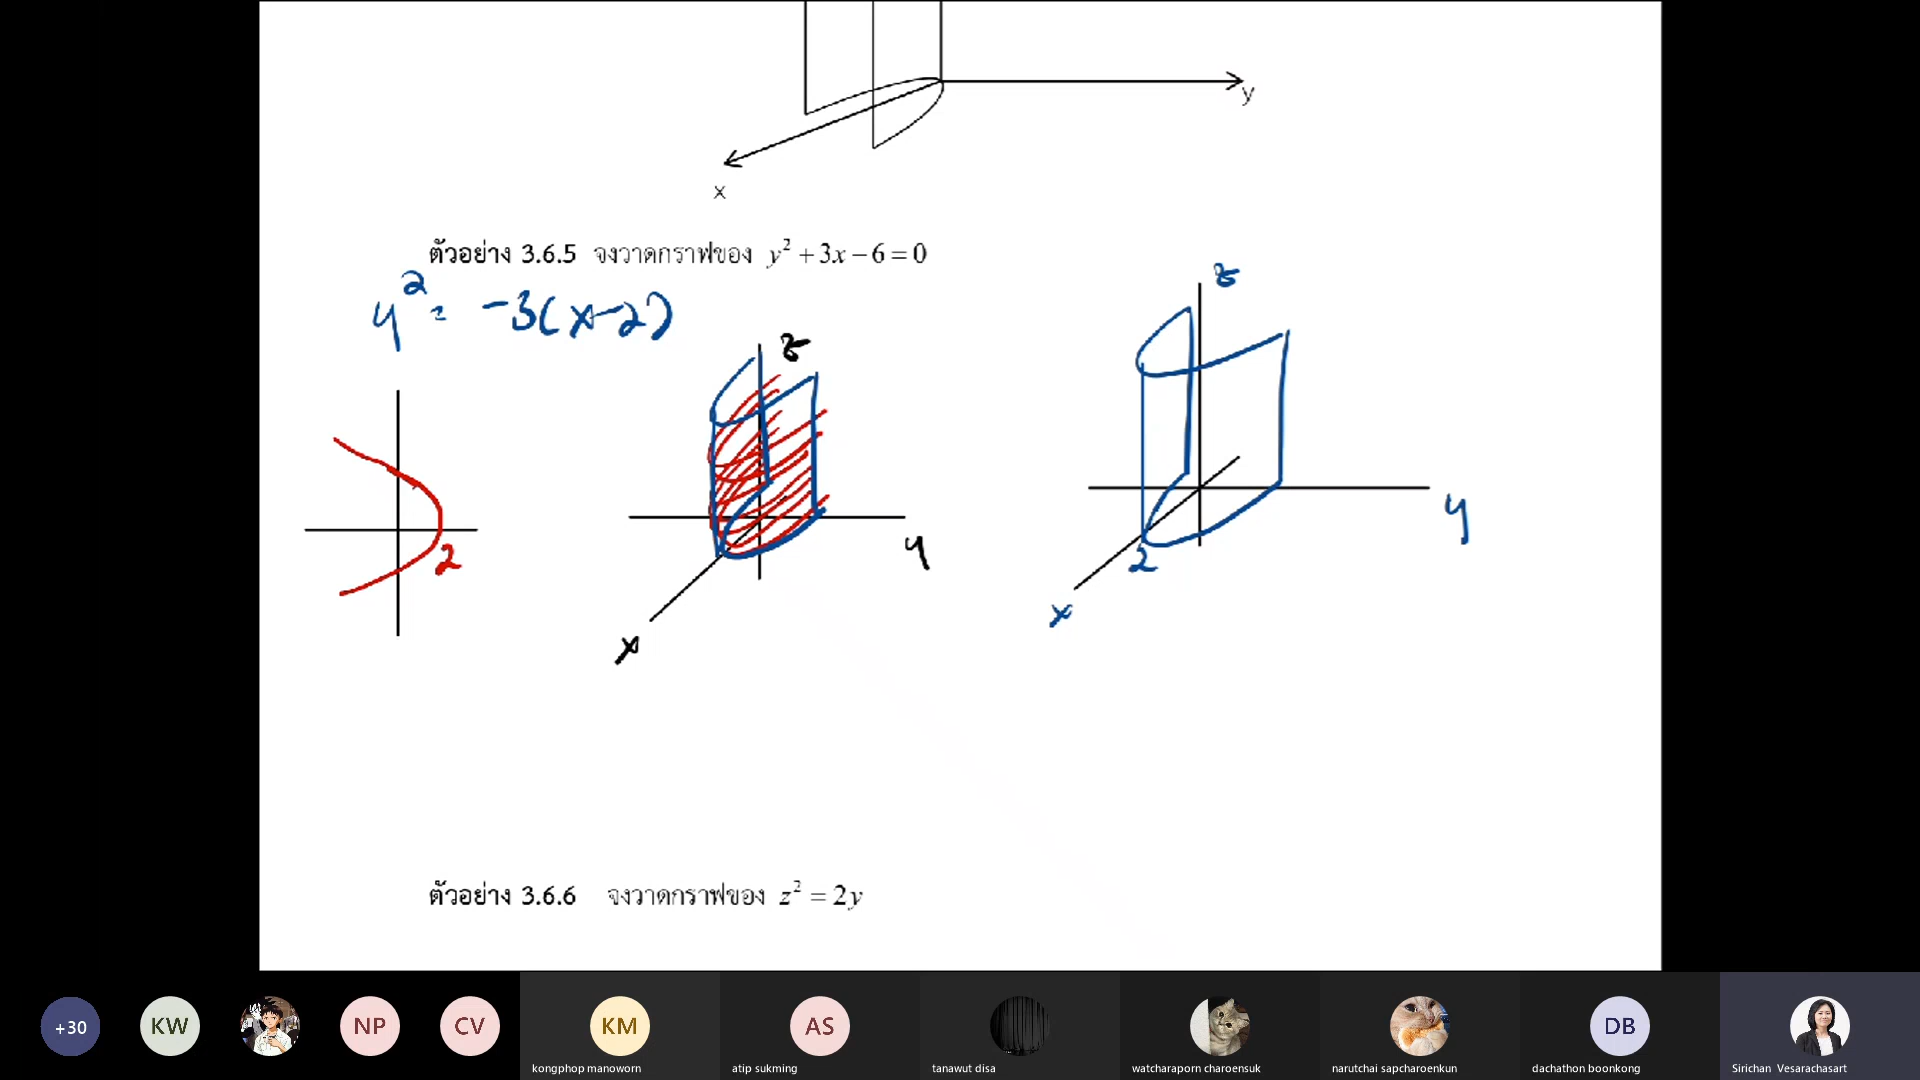 y
x
ตัวอย่าง 3.6.5 จงวาดกราฟของ y² + 3x − 6 = 0
y² = -3(x-2)
z
z
2
y
y
2
x
x
ตัวอย่าง 3.6.6 จงวาดกราฟของ z² = 2y
+30
KW
NP
CV
KM
AS
DB
kongphop manoworn
atip sukming
tanawut disa
watcharaporn charoensuk
narutchai sapcharoenkun
dachathon boonkong
Sirichan Vesarachasart